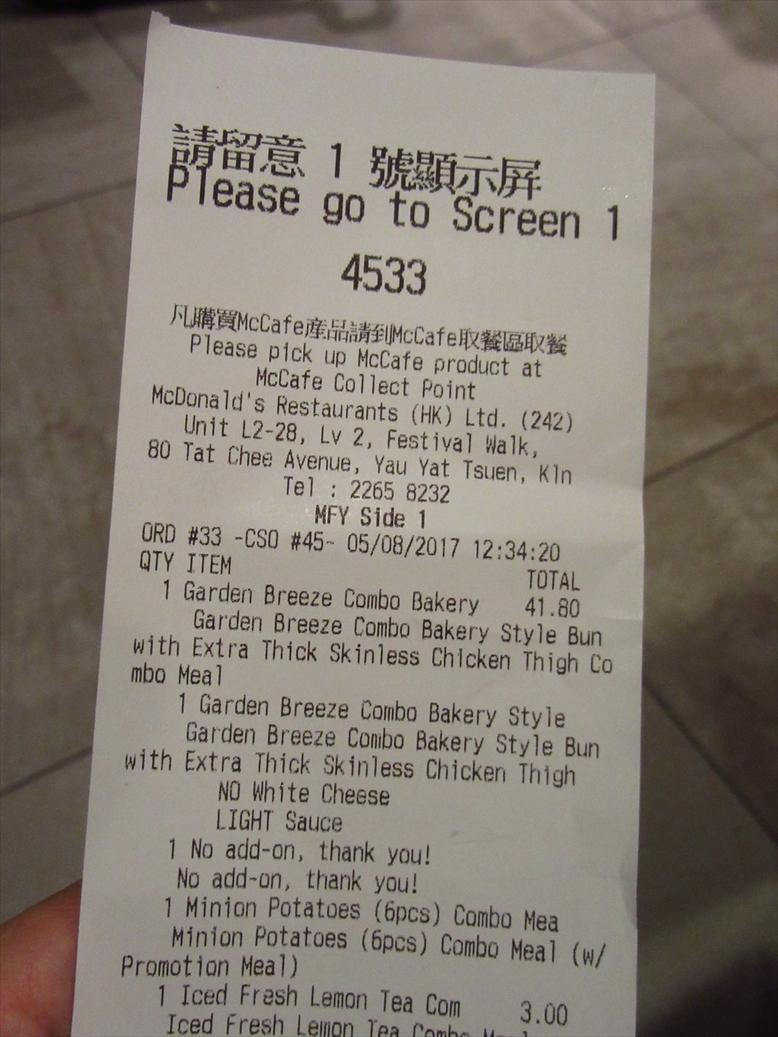 請留意 1 號顯示屏
Please go to Screen 1
4533
凡購買McCafe產品請到McCafe取餐區取餐
Please pick up McCafe product at
McCafe Collect Point
McDonald's Restaurants (HK) Ltd. (242)
Unit L2-28, Lv 2, Festival Walk,
80 Tat Chee Avenue, Yau Yat Tsuen, Kln
Tel : 2265 8232
MFY Side 1
ORD #33 -CSO #45- 05/08/2017 12:34:20
QTY ITEM TOTAL
1 Garden Breeze Combo Bakery 41.80
Garden Breeze Combo Bakery Style Bun
with Extra Thick Skinless Chicken Thigh Co
mbo Meal
1 Garden Breeze Combo Bakery Style
Garden Breeze Combo Bakery Style Bun
with Extra Thick Skinless Chicken Thigh
NO White Cheese
LIGHT Sauce
1 No add-on, thank you!
No add-on, thank you!
1 Minion Potatoes (6pcs) Combo Mea
Minion Potatoes (6pcs) Combo Meal (w/
Promotion Meal)
1 Iced Fresh Lemon Tea Com 3.00
Iced Fresh Lemon Tea Combo